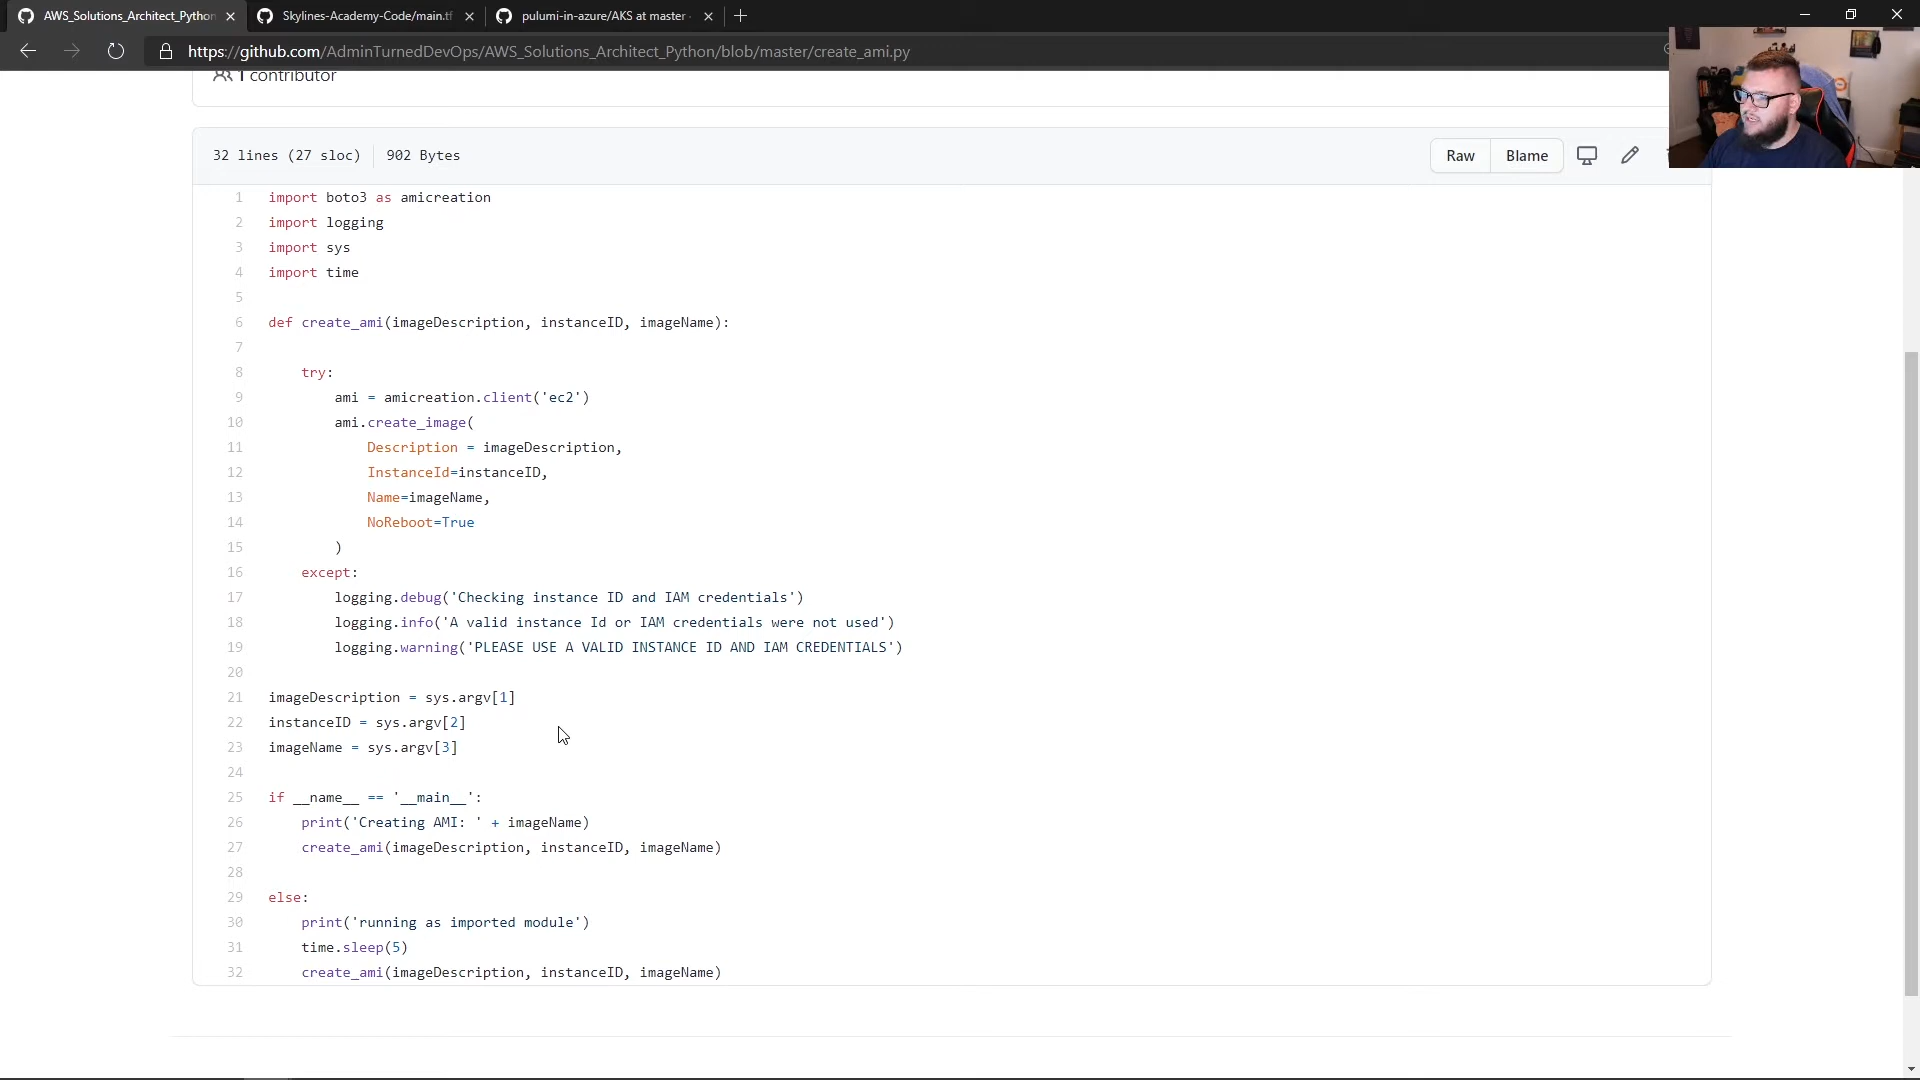 AWS_Solutions_Architect_Python
Skylines-Academy-Code/main.tf
pulumi-in-azure/AKS at master
https://github.com/AdminTurnedDevOps/AWS_Solutions_Architect_Python/blob/master/create_ami.py
1 contributor
32 lines (27 sloc) 902 Bytes
Raw Blame
1 import boto3 as amicreation
2 import logging
3 import sys
4 import time
5
6 def create_ami(imageDescription, instanceID, imageName):
7
8 try:
9 ami = amicreation.client('ec2')
10 ami.create_image(
11 Description = imageDescription,
12 InstanceId=instanceID,
13 Name=imageName,
14 NoReboot=True
15 )
16 except:
17 logging.debug('Checking instance ID and IAM credentials')
18 logging.info('A valid instance Id or IAM credentials were not used')
19 logging.warning('PLEASE USE A VALID INSTANCE ID AND IAM CREDENTIALS')
20
21 imageDescription = sys.argv[1]
22 instanceID = sys.argv[2]
23 imageName = sys.argv[3]
24
25 if __name__ == '__main__':
26 print('Creating AMI: ' + imageName)
27 create_ami(imageDescription, instanceID, imageName)
28
29 else:
30 print('running as imported module')
31 time.sleep(5)
32 create_ami(imageDescription, instanceID, imageName)